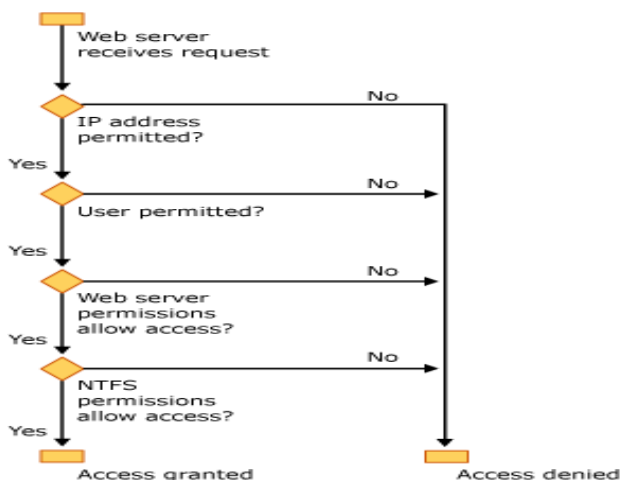 Web server
receives request
No
IP address
permitted?
Yes
No
User permitted?
Yes
No
Web server
permissions
allow access?
Yes
No
NTFS
permissions
allow access?
Yes
Access granted
Access denied